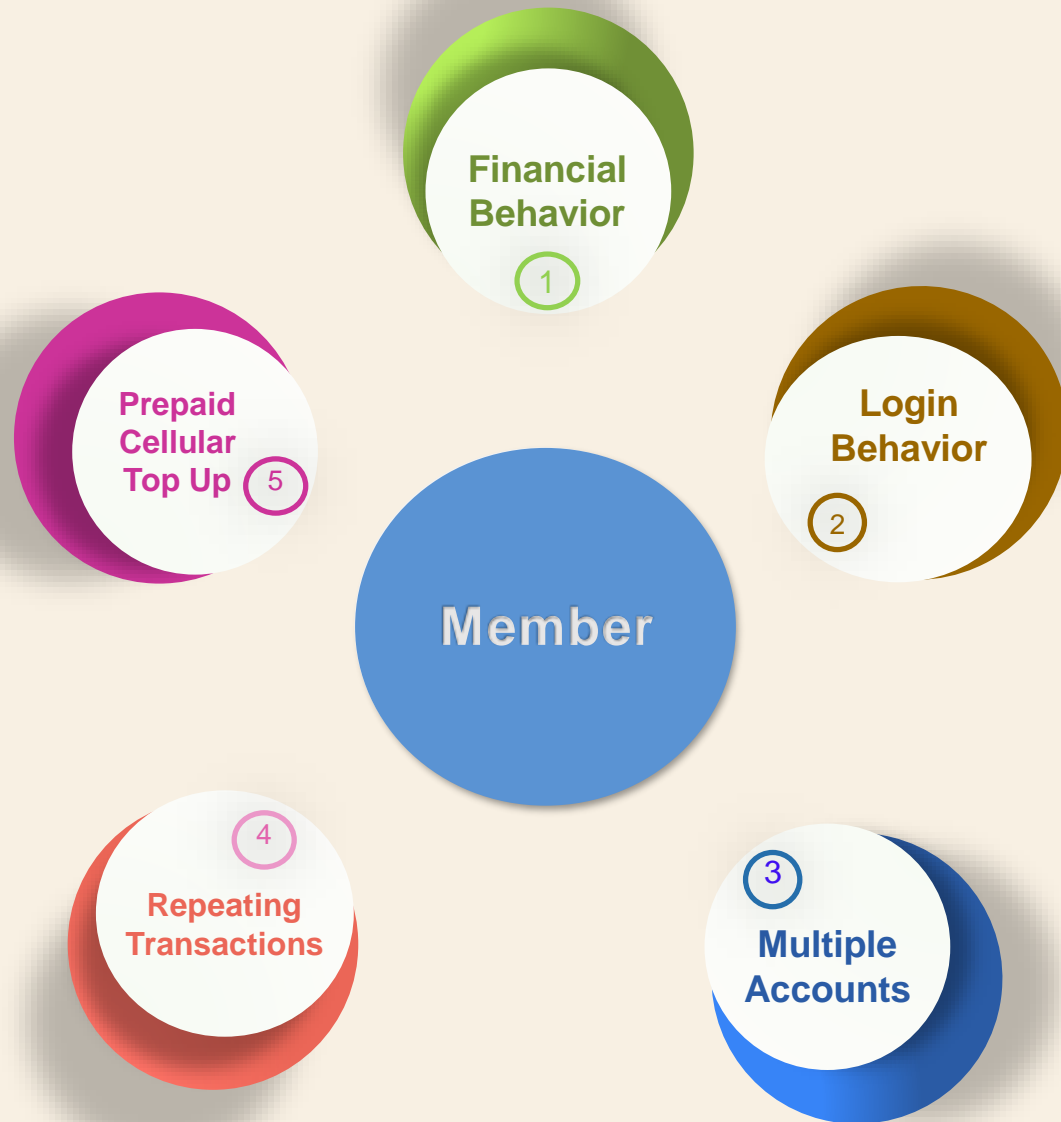 Financial
Behavior
1
Login
Behavior
2
3
Multiple
Accounts
4
Repeating
Transactions
Prepaid
Cellular
Top Up
5
Member